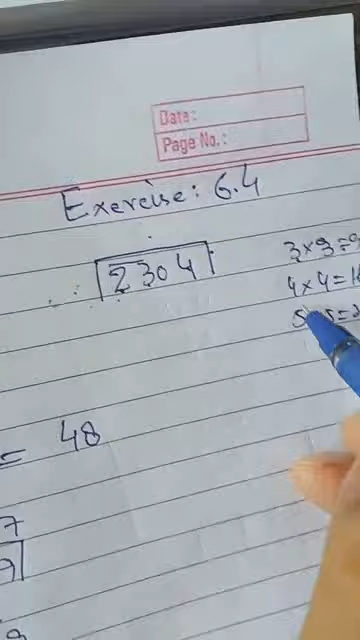 Date:
Page No.:
Exercise: 6.4
2304
3×3=9
4×4=16
= 48
7